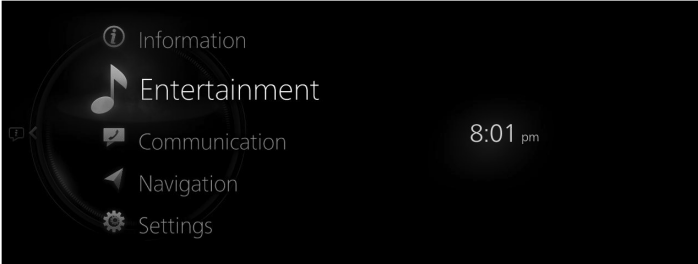 Information
Entertainment
Communication
Navigation
Settings
8:01 pm